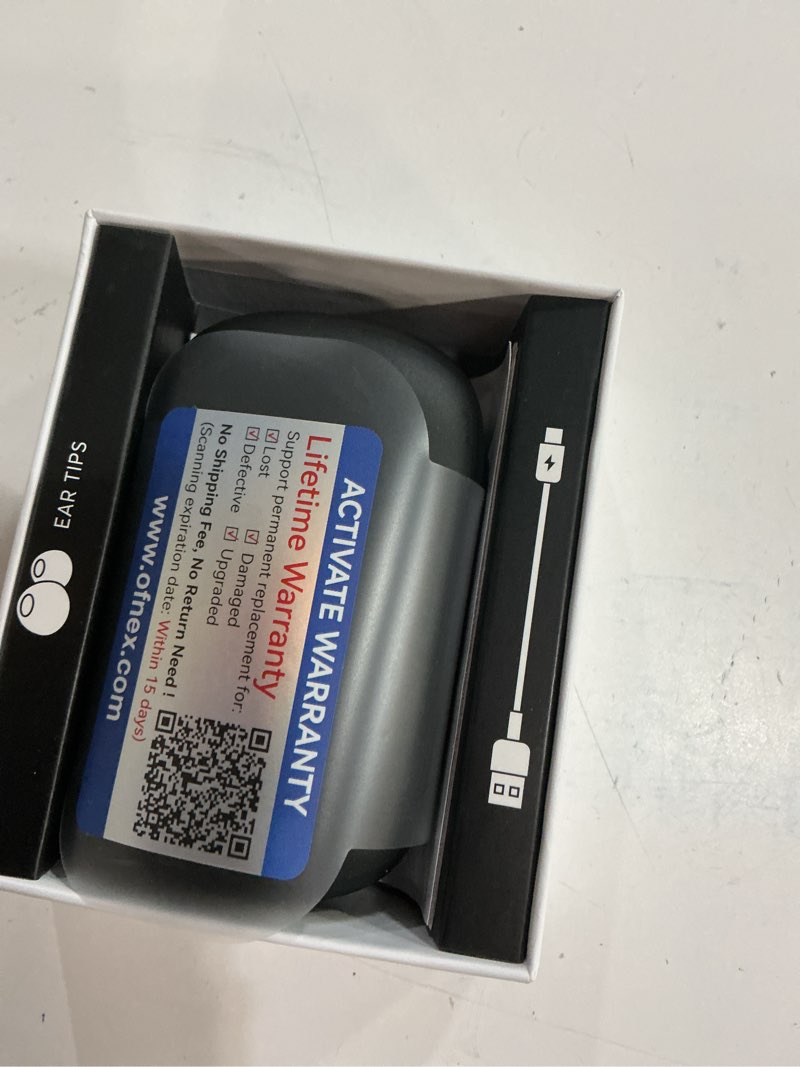 EAR TIPS
ACTIVATE WARRANTY
Lifetime Warranty
Support permanent replacement for:
☑ Lost ☑ Damaged
☑ Defective ☑ Upgraded
No Shipping Fee, No Return Need !
(Scanning expiration date: Within 15 days)
www.ofnex.com